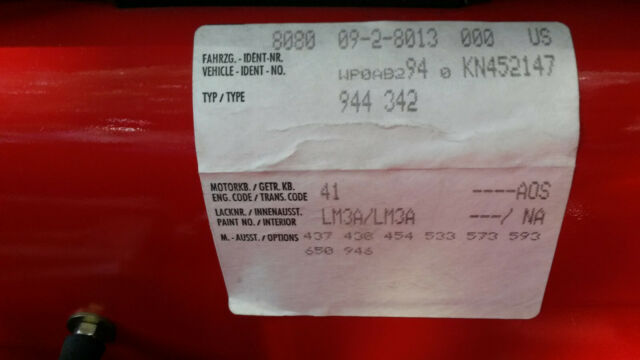 8080 09-2-8013 000 US
FAHRZG. - IDENT-NR.
VEHICLE - IDENT - NO. WP0AB294 0 KN452147
TYP / TYPE 944 342
MOTORKB. / GETR. KB.
ENG. CODE / TRANS. CODE 41 ----AOS
LACKNR. / INNENAUSST.
PAINT NO. / INTERIOR LM3A/LM3A ---/ NA
M. - AUSST. / OPTIONS 437 430 454 533 573 593
650 946